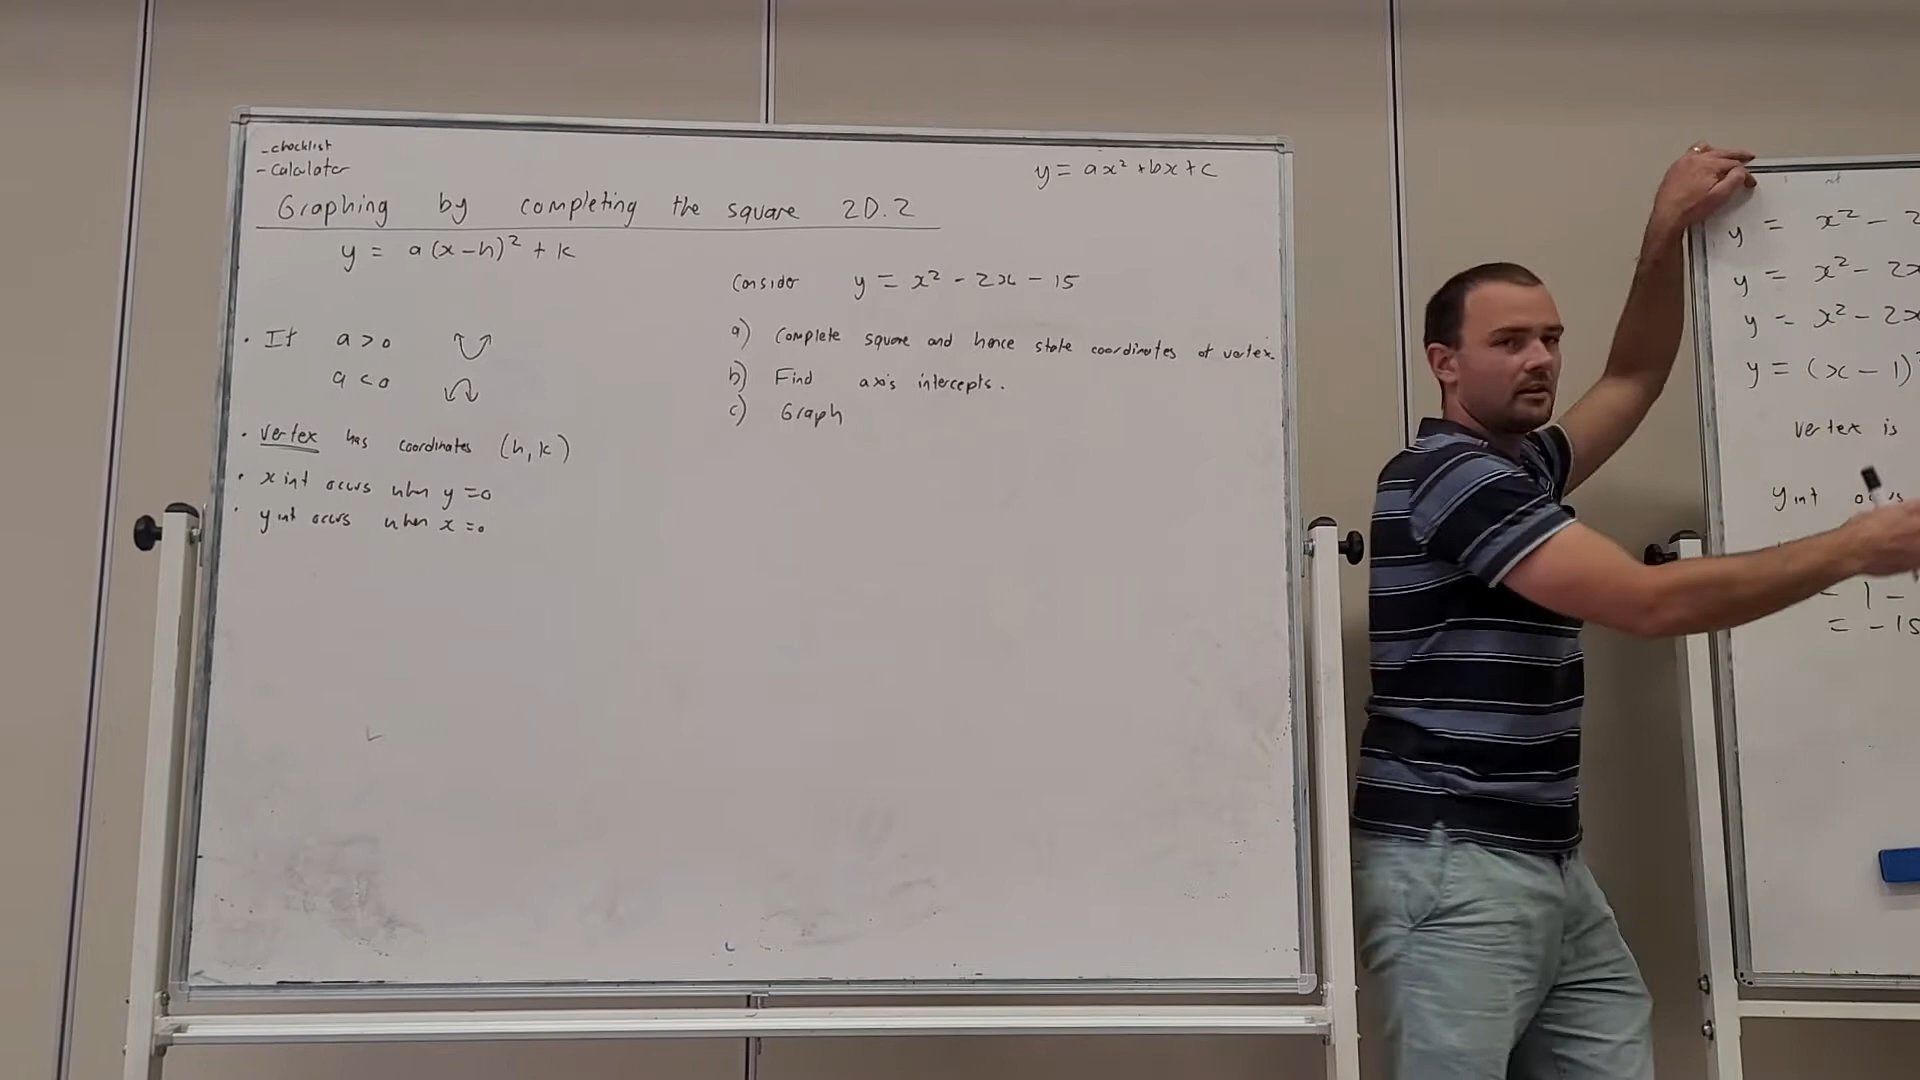 - checklist
- Calculator
y = ax² + bx + c
Graphing by completing the square 2D.2
y = a(x-h)² + k
Consider y = x² - 2x - 15
a) Complete square and hence state coordinates of vertex.
b) Find axis intercepts.
c) Graph
• If a > 0
a < 0
• Vertex has coordinates (h, k)
• x int occurs when y = 0
• y int occurs when x = 0
y = x² - 2
y = x² - 2x
y = x² - 2x
y = (x - 1)
Vertex is
y int
- 1 -
= -15